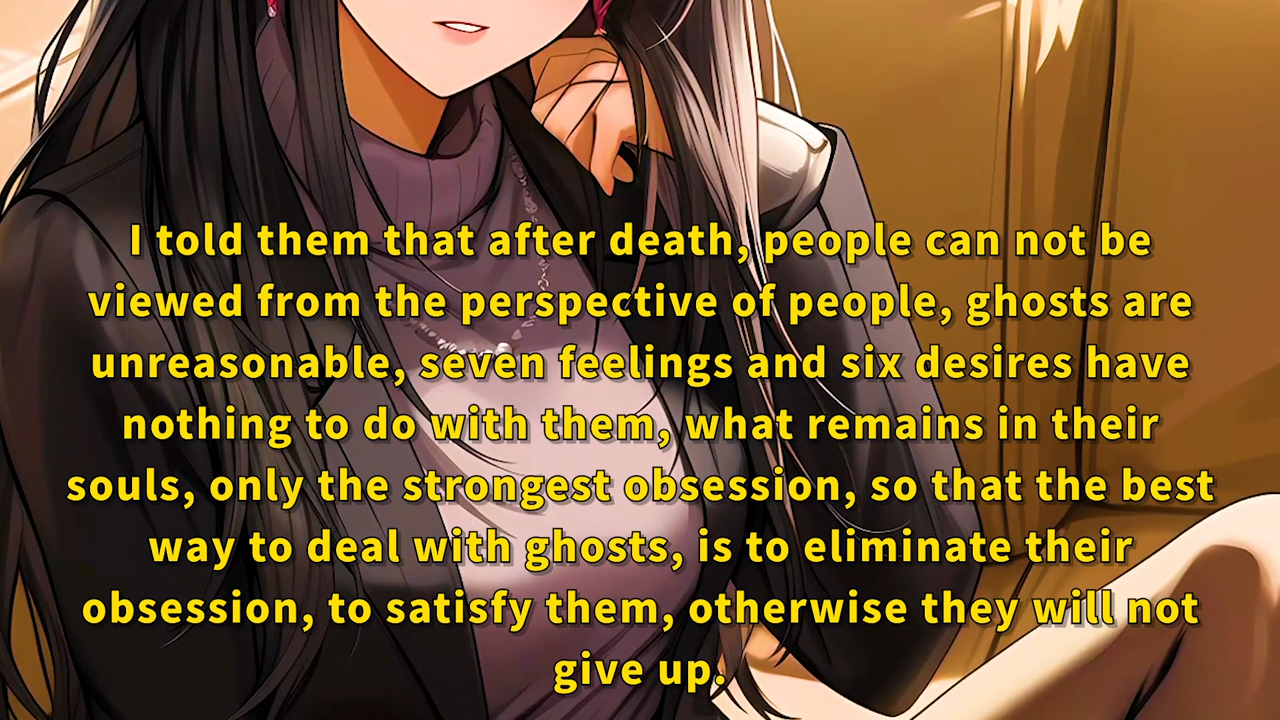 I told them that after death, people can not be
viewed from the perspective of people, ghosts are
unreasonable, seven feelings and six desires have
nothing to do with them, what remains in their
souls, only the strongest obsession, so that the best
way to deal with ghosts, is to eliminate their
obsession, to satisfy them, otherwise they will not
give up.